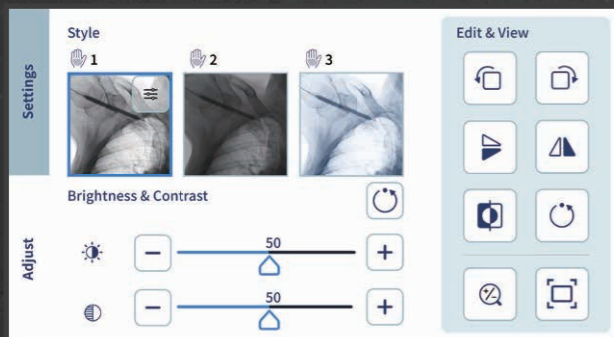 Style
Edit & View
1
2
3
Settings
Brightness & Contrast
50
Adjust
50